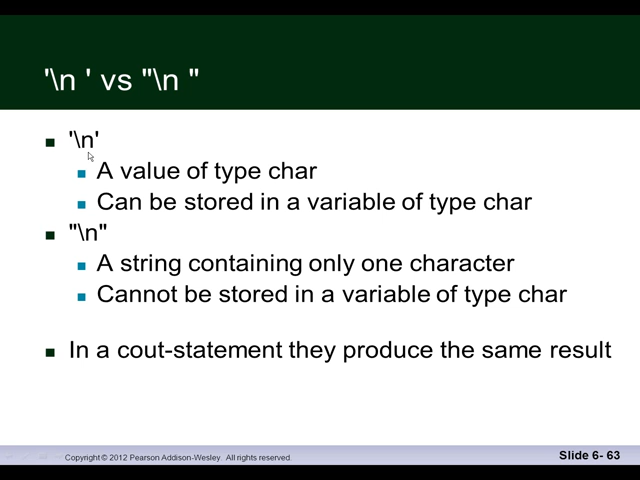 '\n ' vs "\n "
'\n'
A value of type char
Can be stored in a variable of type char
"\n"
A string containing only one character
Cannot be stored in a variable of type char
In a cout-statement they produce the same result
Copyright © 2012 Pearson Addison-Wesley. All rights reserved.
Slide 6- 63